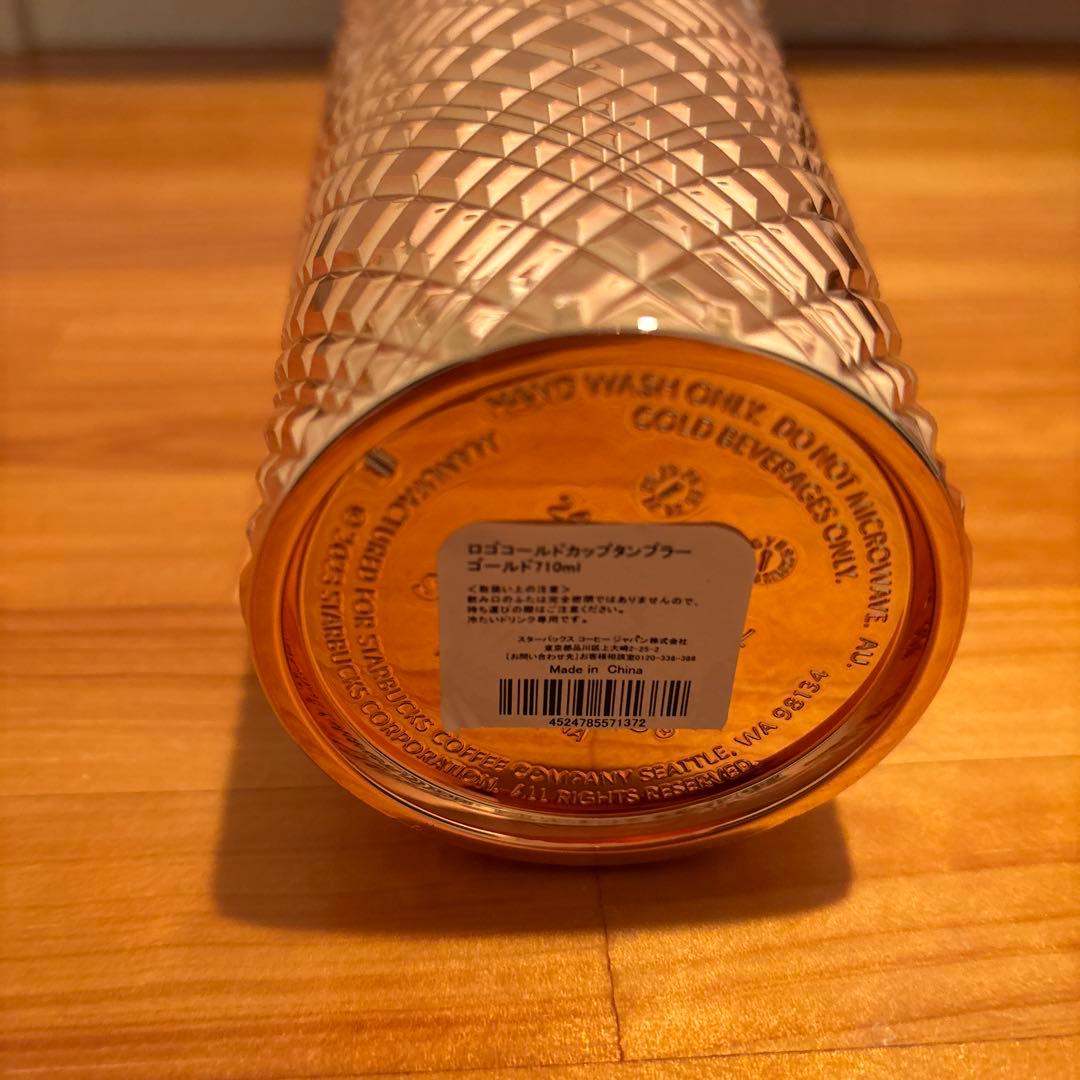 HAND WASH ONLY. DO NOT MICROWAVE. AU.
COLD BEVERAGES ONLY.
ロゴコールドカップタンブラー
ゴールド710ml
＜取扱い上の注意＞
飲み口のふたは完全密閉ではありませんので、
持ち運びの際はご注意ください。
冷たいドリンク専用です。
スターバックス コーヒー ジャパン株式会社
東京都品川区上大崎2-25-2
[お問い合わせ先]お客様相談室0120-338-388
Made in China
4524785571372
MANUFACTURED FOR STARBUCKS COFFEE COMPANY SEATTLE, WA 98134
STARBUCKS CORPORATION. ALL RIGHTS RESERVED.